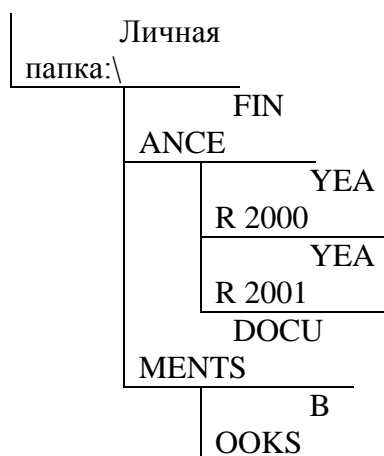 Личная
папка:\
FIN
ANCE
YEA
R 2000
YEA
R 2001
DOCU
MENTS
B
OOKS